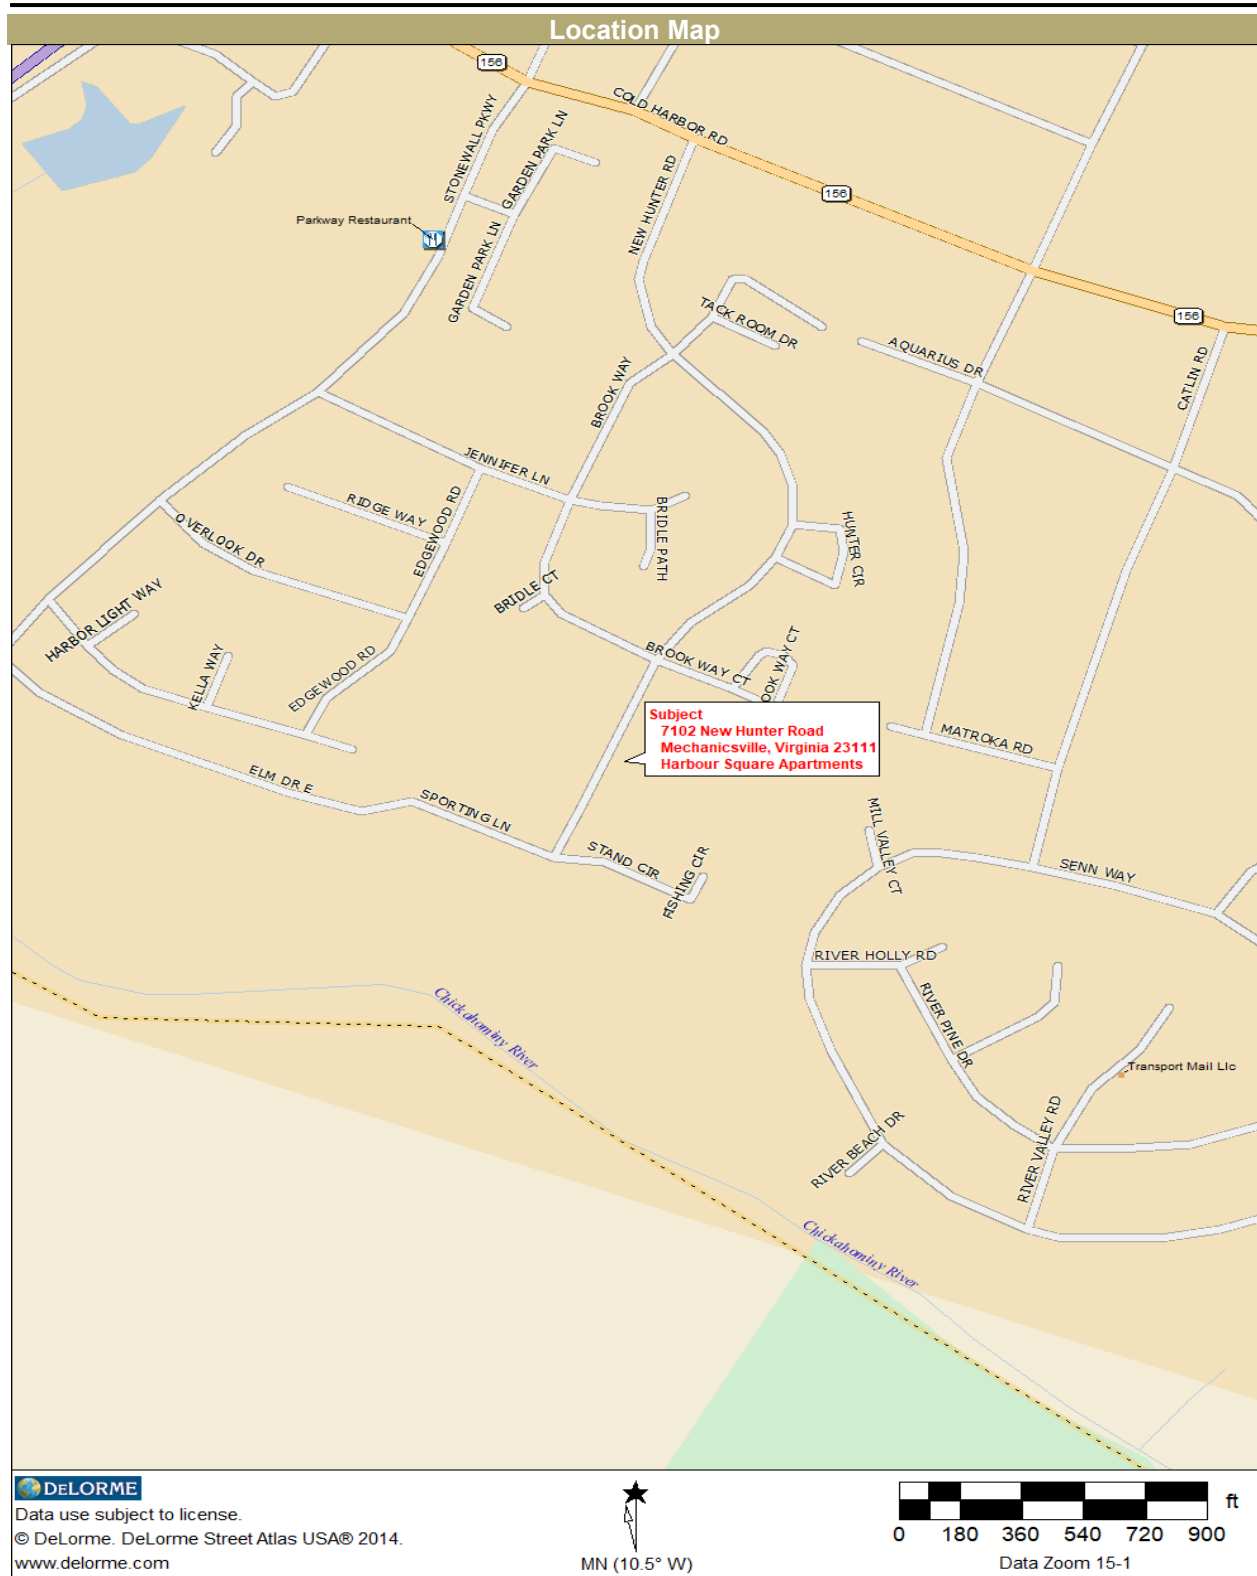 Location Map
156
COLD HARBOR RD
STONEWALL PKWY
GARDEN PARK LN
NEW HUNTER RD
156
Parkway Restaurant
GARDEN PARK LN
TACK ROOM DR
156
AQUARIUS DR
CATLIN RD
BROOK WAY
JENNIFER LN
RIDGE WAY
EDGEWOOD RD
BRIDLE PATH
HUNTER CIR
OVERLOOK DR
BRIDLE CT
HARBOR LIGHT WAY
BROOK WAY CT
OOK WAY CT
KELLA WAY
EDGEWOOD RD
Subject
7102 New Hunter Road
Mechanicsville, Virginia 23111
Harbour Square Apartments
MATROKA RD
ELM DR E
SPORTING LN
STAND CIR
FISHING CIR
MILL VALLEY CT
SENN WAY
RIVER HOLLY RD
RIVER PINE DR
Chickahominy River
Transport Mail Llc
RIVER BEACH DR
RIVER VALLEY RD
Chickahominy River
DELORME
Data use subject to license.
© DeLorme. DeLorme Street Atlas USA® 2014.
www.delorme.com
MN (10.5° W)
ft
0 180 360 540 720 900
Data Zoom 15-1